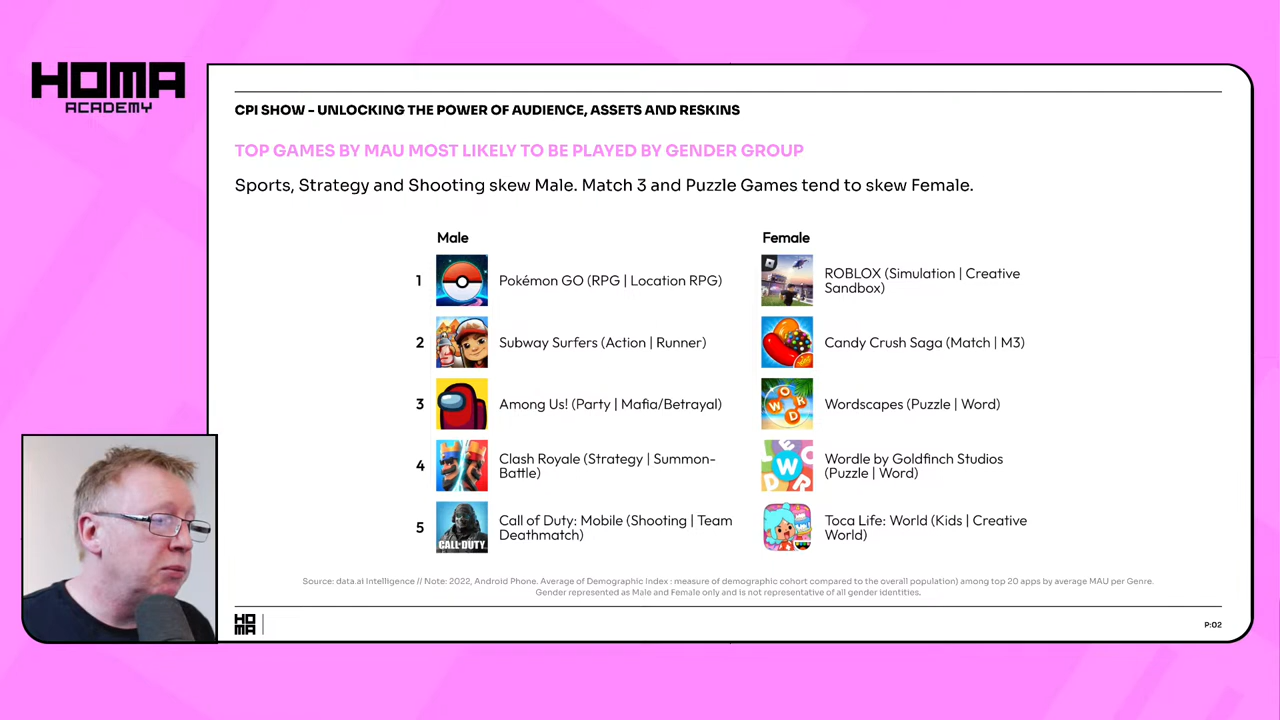 HOMA
ACADEMY
CPI SHOW – UNLOCKING THE POWER OF AUDIENCE, ASSETS AND RESKINS
TOP GAMES BY MAU MOST LIKELY TO BE PLAYED BY GENDER GROUP
Sports, Strategy and Shooting skew Male. Match 3 and Puzzle Games tend to skew Female.
Male
Female
1
Pokémon GO (RPG | Location RPG)
ROBLOX (Simulation | Creative
Sandbox)
2
Subway Surfers (Action | Runner)
Candy Crush Saga (Match | M3)
3
Among Us! (Party | Mafia/Betrayal)
WORD
Wordscapes (Puzzle | Word)
4
Clash Royale (Strategy | Summon-
Battle)
W
Wordle by Goldfinch Studios
(Puzzle | Word)
5
CALL OF DUTY
Call of Duty: Mobile (Shooting | Team
Deathmatch)
Toca Life: World (Kids | Creative
World)
Source: data.ai Intelligence // Note: 2022, Android Phone. Average of Demographic Index : measure of demographic cohort compared to the overall population) among top 20 apps by average MAU per Genre.
Gender represented as Male and Female only and is not representative of all gender identities.
HOMA
P:02